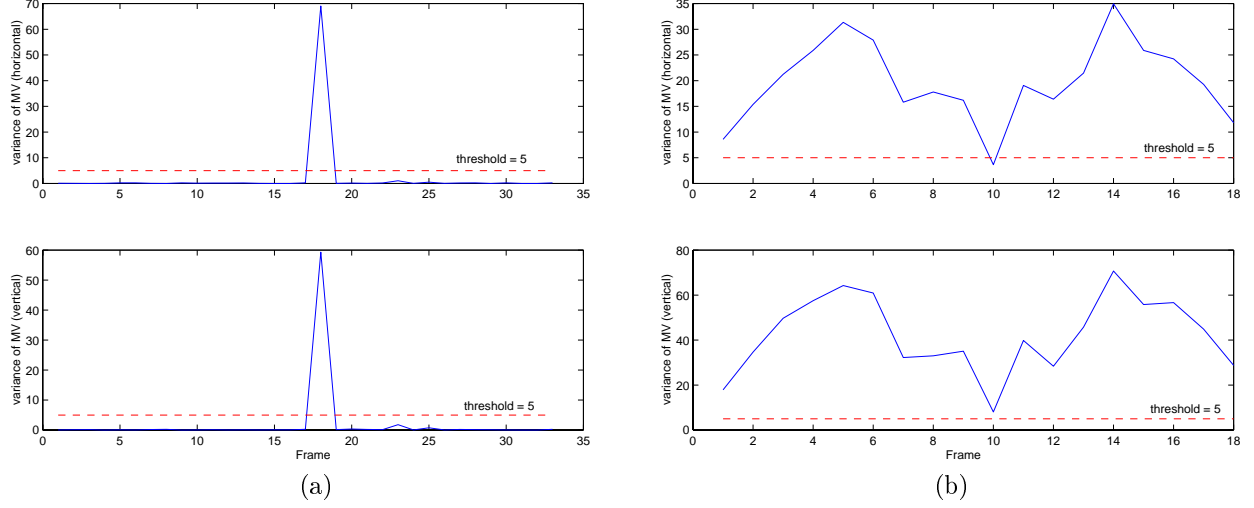 variance of MV (horizontal)
70
60
50
40
30
20
10
0
threshold = 5
0 5 10 15 20 25 30 35
variance of MV (vertical)
60
50
40
30
20
10
0
threshold = 5
0 5 10 15 20 25 30 35
Frame
(a)
variance of MV (horizontal)
35
30
25
20
15
10
5
0
threshold = 5
0 2 4 6 8 10 12 14 16 18
variance of MV (vertical)
80
60
40
20
0
threshold = 5
0 2 4 6 8 10 12 14 16 18
Frame
(b)